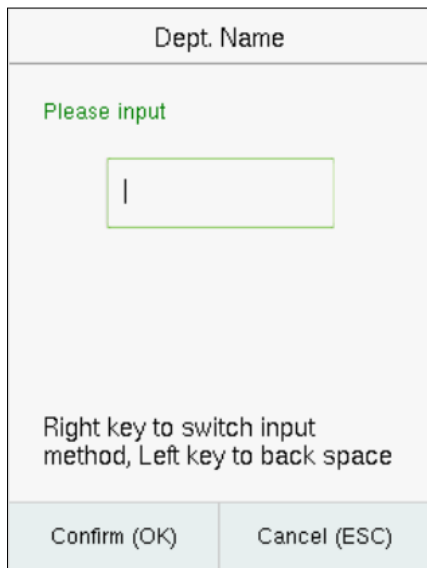 Dept. Name
Please input
Right key to switch input
method, Left key to back space
Confirm (OK)
Cancel (ESC)